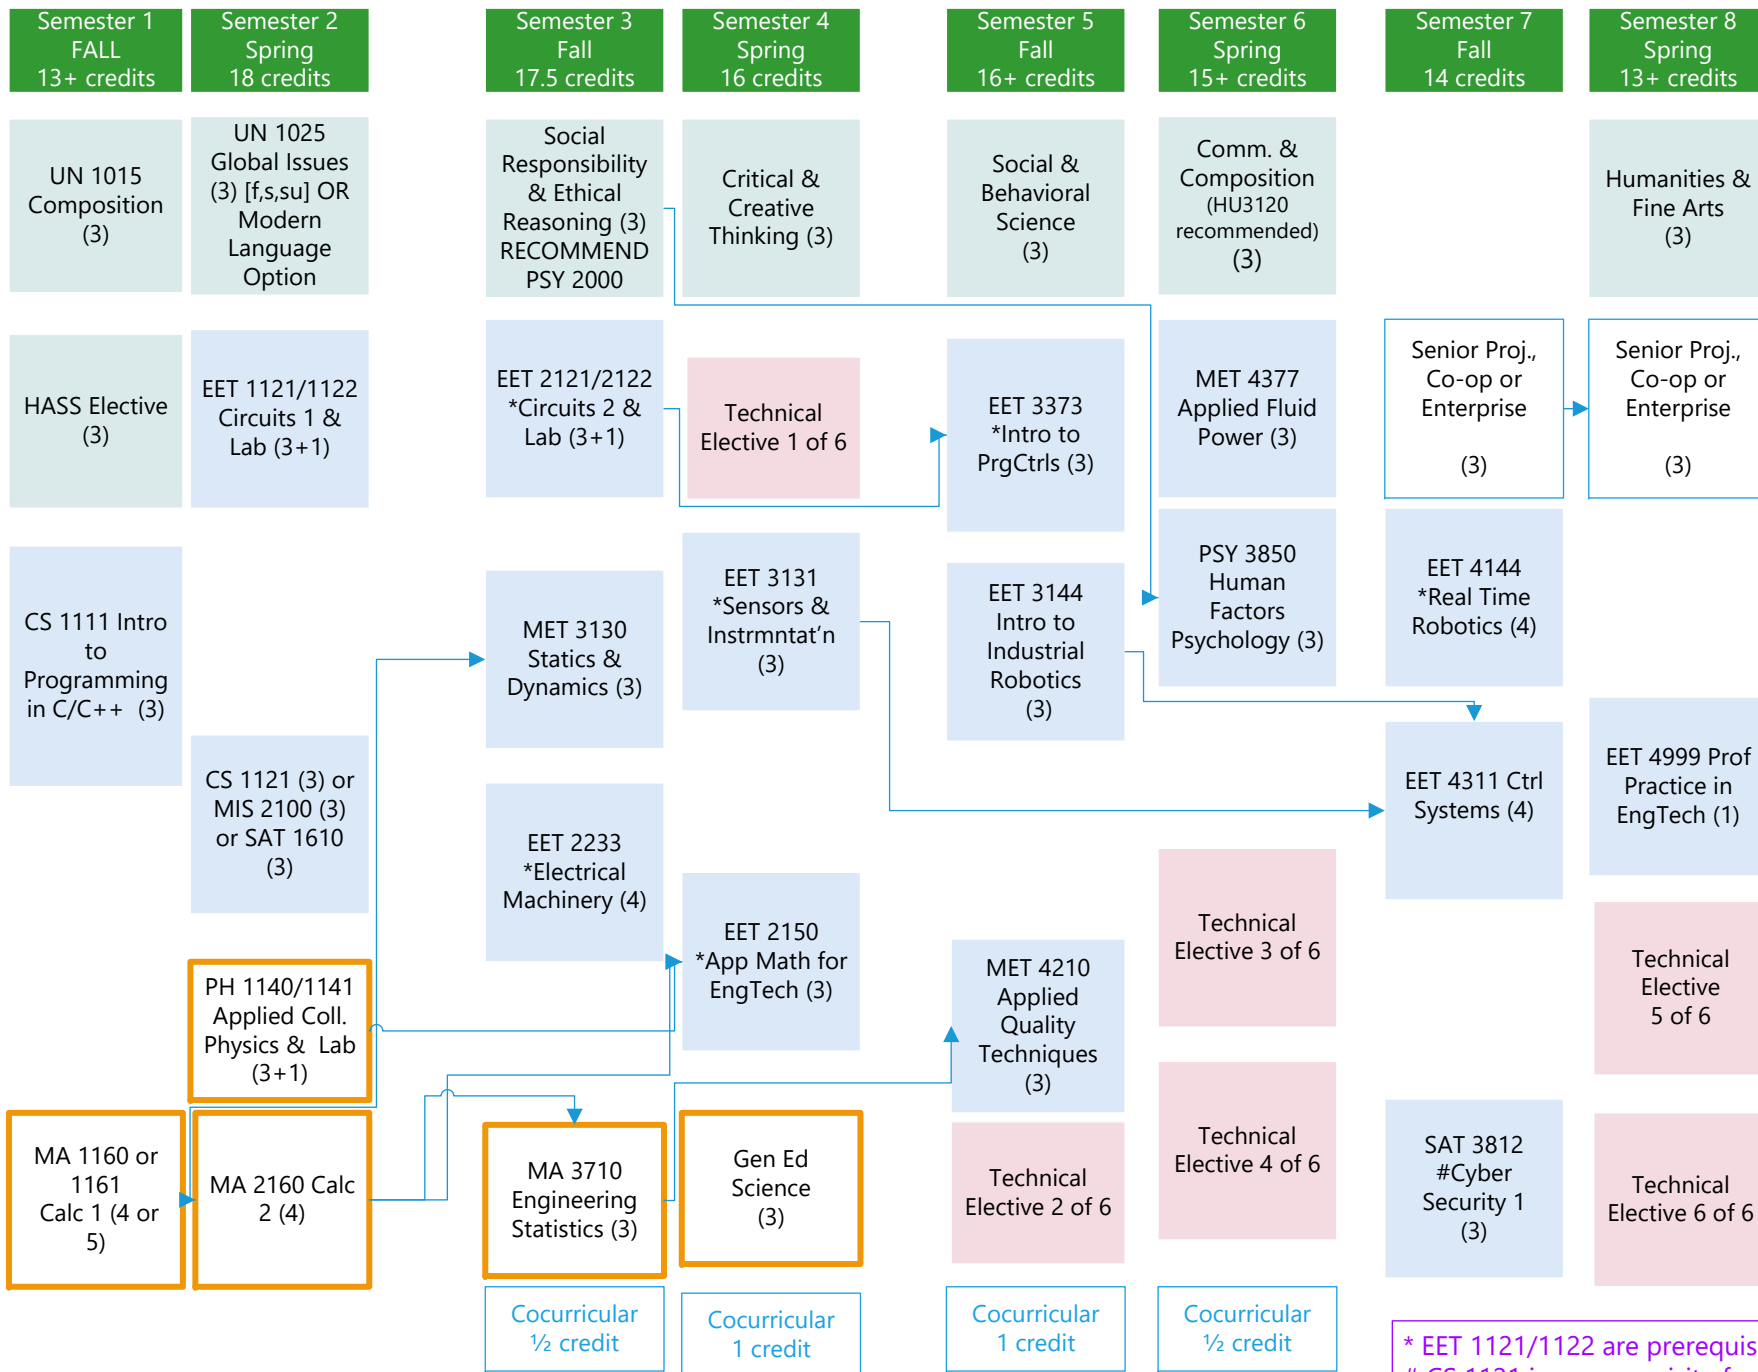 Semester 1
FALL
13+ credits
Semester 2
Spring
18 credits
Semester 3
Fall
17.5 credits
Semester 4
Spring
16 credits
Semester 5
Fall
16+ credits
Semester 6
Spring
15+ credits
Semester 7
Fall
14 credits
Semester 8
Spring
13+ credits
UN 1015
Composition
(3)
UN 1025
Global Issues
(3) [f,s,su] OR
Modern
Language
Option
Social
Responsibility
& Ethical
Reasoning (3)
RECOMMEND
PSY 2000
Critical &
Creative
Thinking (3)
Social &
Behavioral
Science
(3)
Comm. &
Composition
(HU3120
recommended)
(3)
Humanities &
Fine Arts
(3)
HASS Elective
(3)
EET 1121/1122
Circuits 1 &
Lab (3+1)
EET 2121/2122
*Circuits 2 &
Lab (3+1)
Technical
Elective 1 of 6
EET 3373
*Intro to
PrgCtrls (3)
MET 4377
Applied Fluid
Power (3)
Senior Proj.,
Co-op or
Enterprise
(3)
Senior Proj.,
Co-op or
Enterprise
(3)
CS 1111 Intro
to
Programming
in C/C++ (3)
CS 1121 (3) or
MIS 2100 (3)
or SAT 1610
(3)
MET 3130
Statics &
Dynamics (3)
EET 3131
*Sensors &
Instrmntat’n
(3)
EET 3144
Intro to
Industrial
Robotics
(3)
PSY 3850
Human
Factors
Psychology (3)
EET 4144
*Real Time
Robotics (4)
EET 2233
*Electrical
Machinery (4)
EET 4311 Ctrl
Systems (4)
EET 4999 Prof
Practice in
EngTech (1)
PH 1140/1141
Applied Coll.
Physics & Lab
(3+1)
EET 2150
*App Math for
EngTech (3)
MET 4210
Applied
Quality
Techniques
(3)
Technical
Elective 3 of 6
Technical
Elective
5 of 6
MA 1160 or
1161
Calc 1 (4 or
5)
MA 2160 Calc
2 (4)
MA 3710
Engineering
Statistics (3)
Gen Ed
Science
(3)
Technical
Elective 2 of 6
Technical
Elective 4 of 6
SAT 3812
#Cyber
Security 1
(3)
Technical
Elective 6 of 6
Cocurricular
½ credit
Cocurricular
1 credit
Cocurricular
1 credit
Cocurricular
½ credit
* EET 1121/1122 are prerequis